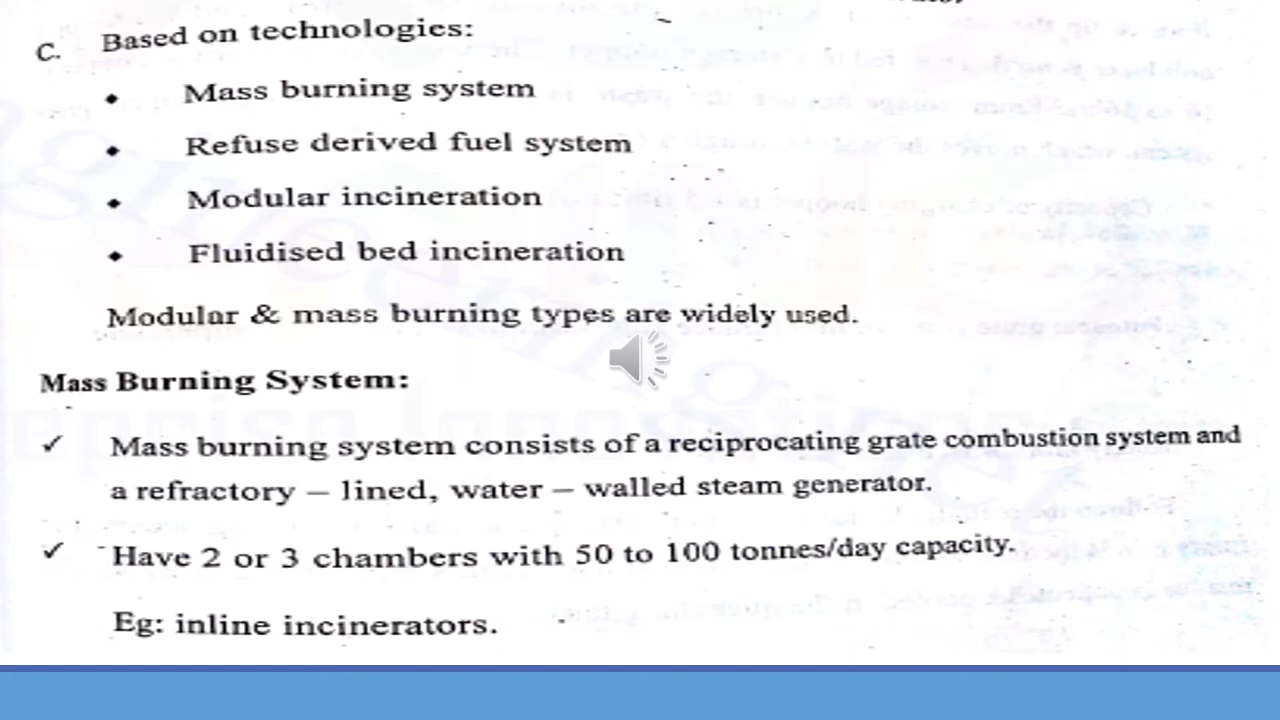 C. Based on technologies:
◆ Mass burning system
◆ Refuse derived fuel system
◆ Modular incineration
◆ Fluidised bed incineration
Modular & mass burning types are widely used.
Mass Burning System:
✓ Mass burning system consists of a reciprocating grate combustion system and
a refractory – lined, water – walled steam generator.
✓ Have 2 or 3 chambers with 50 to 100 tonnes/day capacity.
Eg: inline incinerators.